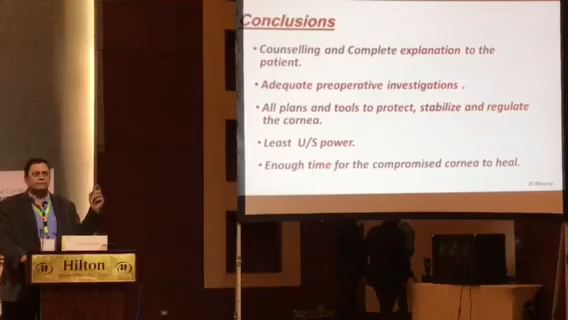 Conclusions
• Counselling and Complete explanation to the
patient.
• Adequate preoperative investigations .
• All plans and tools to protect, stabilize and regulate
the cornea.
• Least U/S power.
• Enough time for the compromised cornea to heal.
Hilton